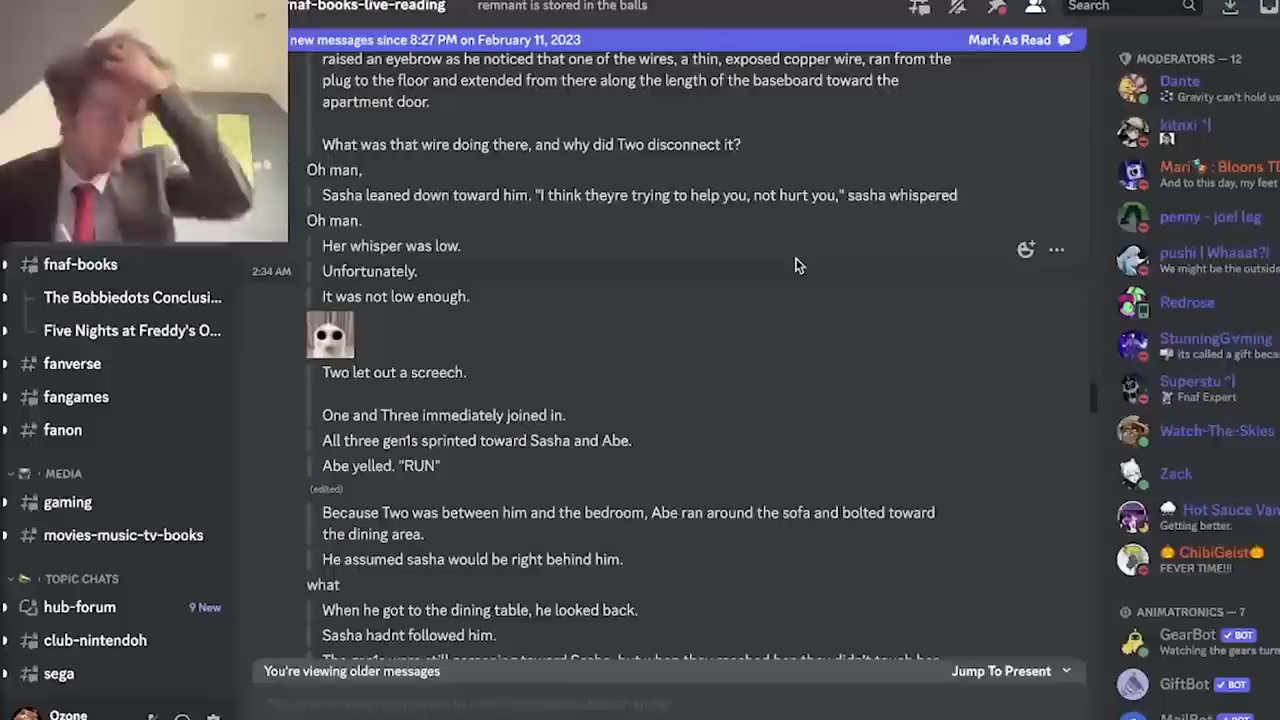 fnaf-books-live-reading
remnant is stored in the balls
Search
new messages since 8:27 PM on February 11, 2023
Mark As Read
raised an eyebrow as he noticed that one of the wires, a thin, exposed copper wire, ran from the
plug to the floor and extended from there along the length of the baseboard toward the
apartment door.
What was that wire doing there, and why did Two disconnect it?
Oh man,
Sasha leaned down toward him. "I think theyre trying to help you, not hurt you," sasha whispered
Oh man.
Her whisper was low.
2:34 AM
Unfortunately.
It was not low enough.
Two let out a screech.
One and Three immediately joined in.
All three gen1s sprinted toward Sasha and Abe.
Abe yelled. "RUN"
(edited)
Because Two was between him and the bedroom, Abe ran around the sofa and bolted toward
the dining area.
He assumed sasha would be right behind him.
what
When he got to the dining table, he looked back.
Sasha hadnt followed him.
You're viewing older messages
Jump To Present
fnaf-books
The Bobbiedots Conclusi...
Five Nights at Freddy's O...
fanverse
fangames
fanon
MEDIA
gaming
movies-music-tv-books
TOPIC CHATS
hub-forum
9 New
club-nintendoh
sega
Ozone
MODERATORS — 12
Dante
Gravity can't hold us
kitnxi ^|
Mari : Bloons TD
And to this day, my feet
penny - joel leg
pushi | Whaaat?!
We might be the outside
Redrose
StunningGvming
its called a gift beca
Superstu ^|
Fnaf Expert
Watch-The-Skies
Zack
Hot Sauce Van
Getting better.
ChibiGeist
FEVER TIME!!!
ANIMATRONICS — 7
GearBot
BOT
Watching the gears turn
GiftBot
BOT
MailBot